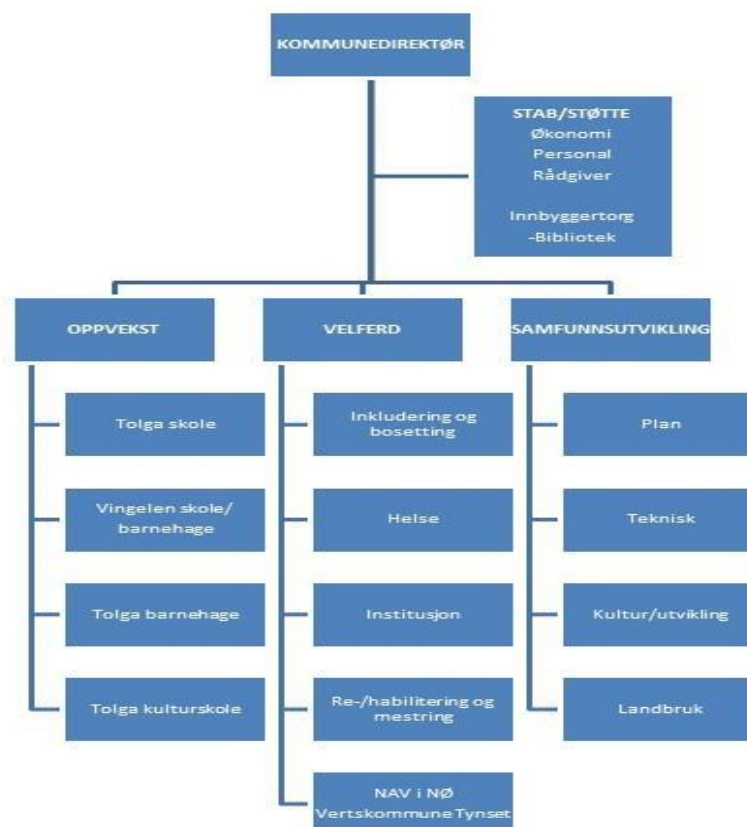 KOMMUNEDIREKTØR
STAB/STØTTE
Økonomi
Personal
Rådgiver
Innbyggertorg
-Bibliotek
OPPVEKST
Tolga skole
Vingelen skole/
barnehage
Tolga barnehage
Tolga kulturskole
VELFERD
Inkludering og
bosetting
Helse
Institusjon
Re-/habilitering og
mestring
NAV i NØ
Vertskommune Tynset
SAMFUNNSUTVIKLING
Plan
Teknisk
Kultur/utvikling
Landbruk